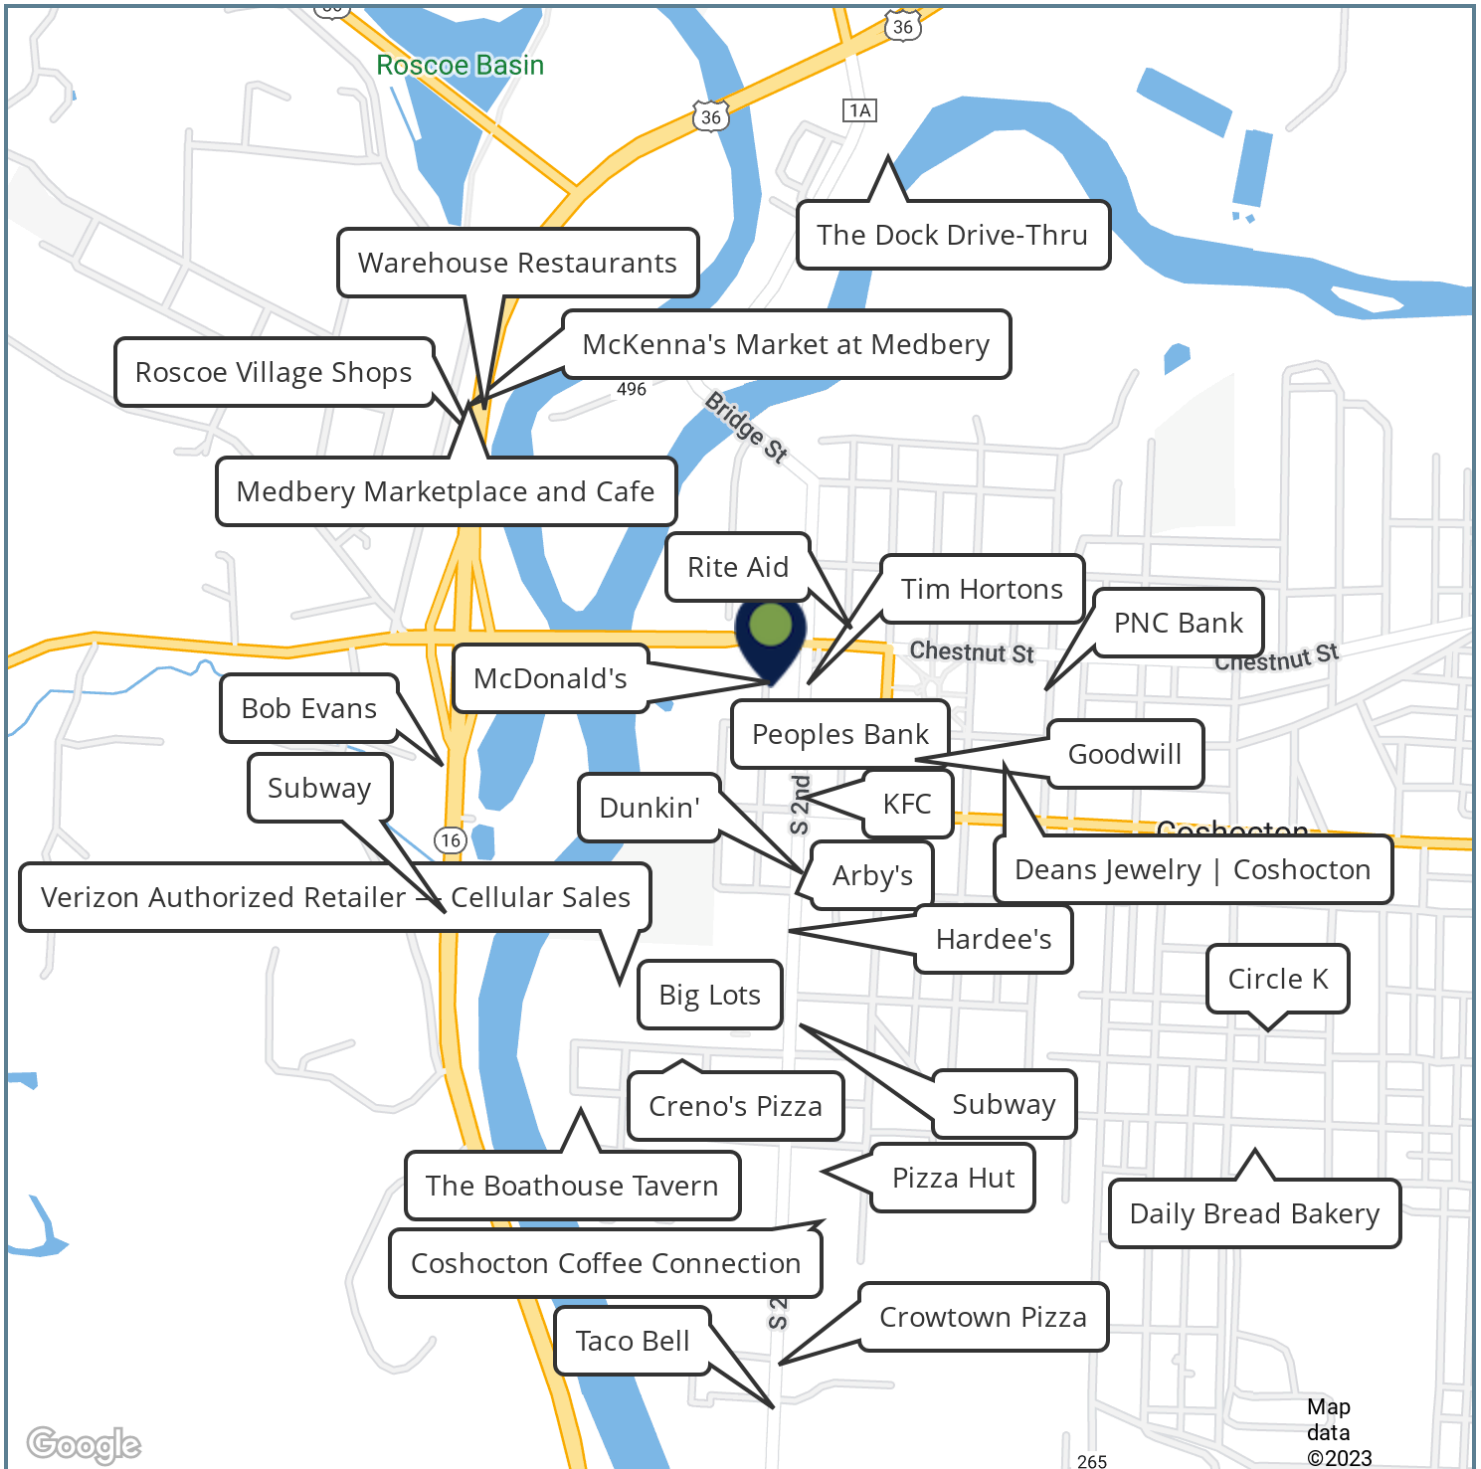 36
Roscoe Basin
36
1A
The Dock Drive-Thru
Warehouse Restaurants
McKenna's Market at Medbery
Roscoe Village Shops
496
Bridge St
Medbery Marketplace and Cafe
Rite Aid
Tim Hortons
PNC Bank
Chestnut St
Chestnut St
McDonald's
Bob Evans
Peoples Bank
Goodwill
Subway
S 2nd
Dunkin'
KFC
16
Coshocton
Arby's
Deans Jewelry | Coshocton
Verizon Authorized Retailer – Cellular Sales
Hardee's
Circle K
Big Lots
Creno's Pizza
Subway
The Boathouse Tavern
Pizza Hut
Daily Bread Bakery
Coshocton Coffee Connection
S 2
Crowtown Pizza
Taco Bell
Google
Map
data
©2023
265